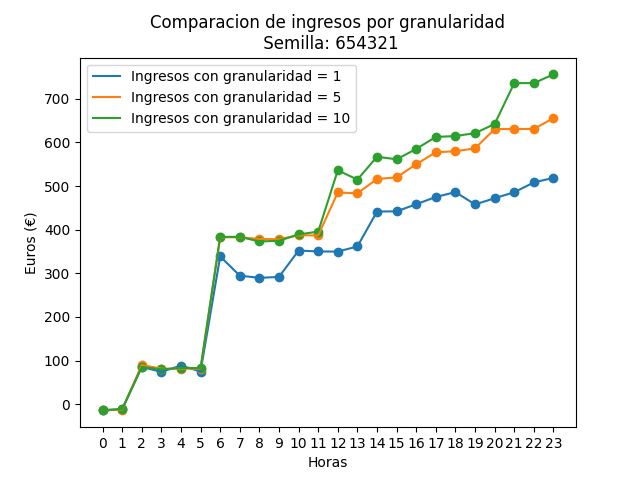 Comparacion de ingresos por granularidad
Semilla: 654321
Ingresos con granularidad = 1
Ingresos con granularidad = 5
Ingresos con granularidad = 10
Euros (€)
700
600
500
400
300
200
100
0
0 1 2 3 4 5 6 7 8 9 10 11 12 13 14 15 16 17 18 19 20 21 22 23
Horas